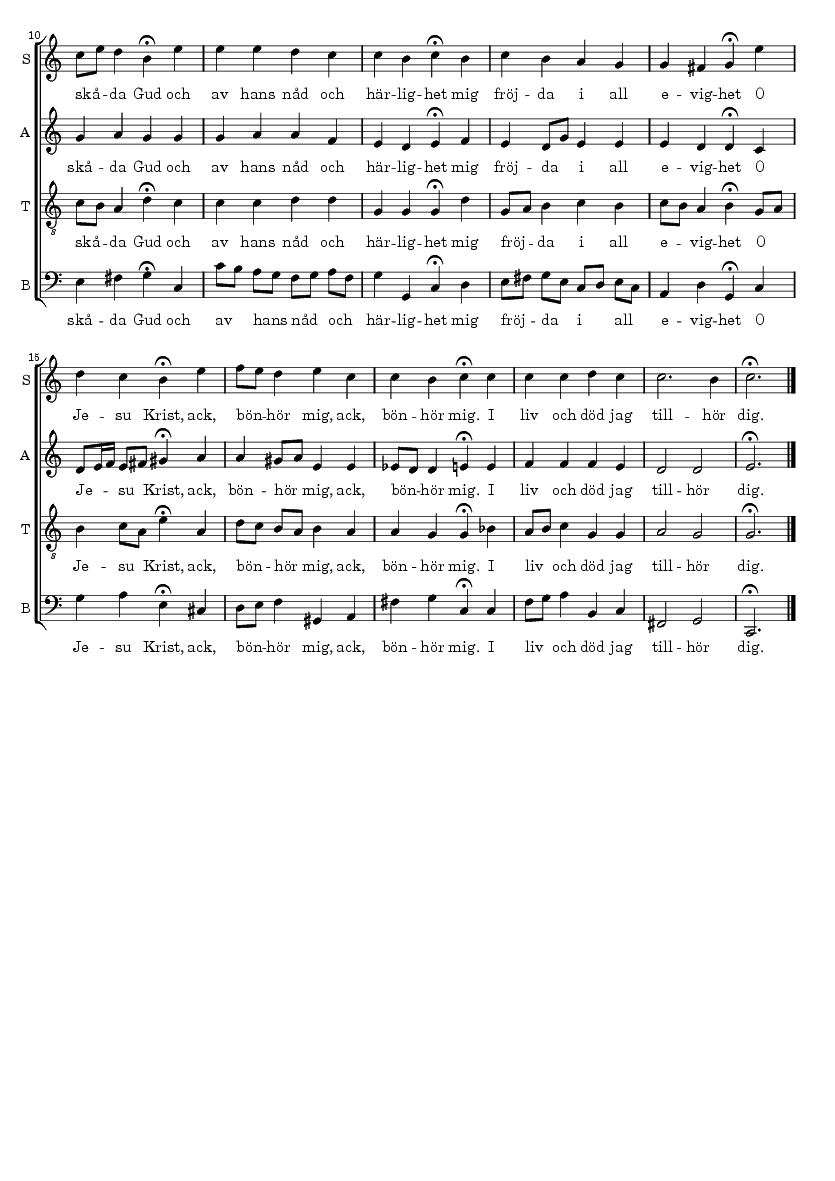 10
S
skå - da Gud och av hans nåd och här - lig - het mig fröj - da i all e - vig - het O
A
skå - da Gud och av hans nåd och här - lig - het mig fröj - da i all e - vig - het O
T
8
skå - da Gud och av hans nåd och här - lig - het mig fröj - da i all e - vig - het O
B
skå - da Gud och av hans nåd och här - lig - het mig fröj - da i all e - vig - het O
15
S
Je - su Krist, ack, bön - hör mig, ack, bön - hör mig. I liv och död jag till - hör dig.
A
Je - su Krist, ack, bön - hör mig, ack, bön - hör mig. I liv och död jag till - hör dig.
T
8
Je - su Krist, ack, bön - hör mig, ack, bön - hör mig. I liv och död jag till - hör dig.
B
Je - su Krist, ack, bön - hör mig, ack, bön - hör mig. I liv och död jag till - hör dig.